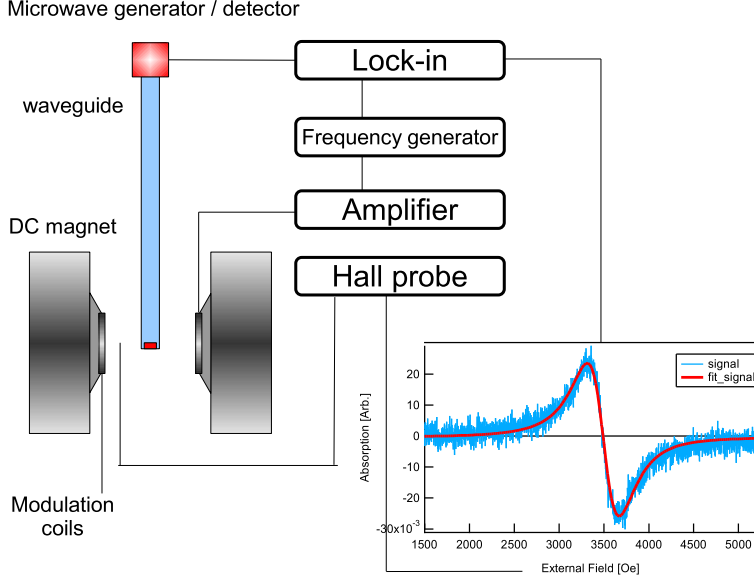 Microwave generator / detector
Lock-in
waveguide
Frequency generator
Amplifier
DC magnet
Hall probe
signal
fit_signal
Absorption [Arb.]
20
10
0
-10
-20
-30x10-3
1500 2000 2500 3000 3500 4000 4500 5000
External Field [Oe]
Modulation
coils